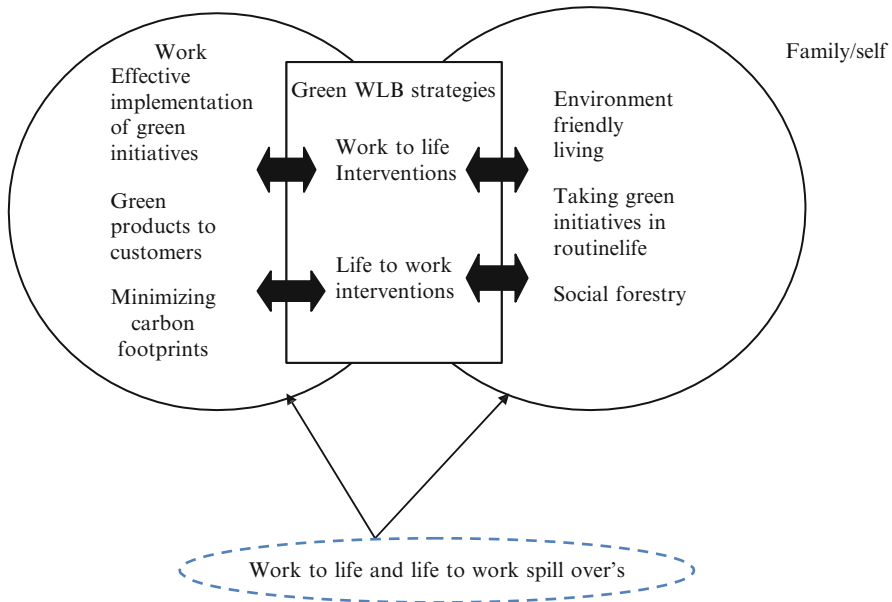 Work
Effective
implementation
of green
initiatives
Green
products to
customers
Minimizing
carbon
footprints
Green WLB strategies
Work to life
Interventions
Life to work
interventions
Family/self
Environment
friendly
living
Taking green
initiatives in
routinelife
Social forestry
Work to life and life to work spill over's